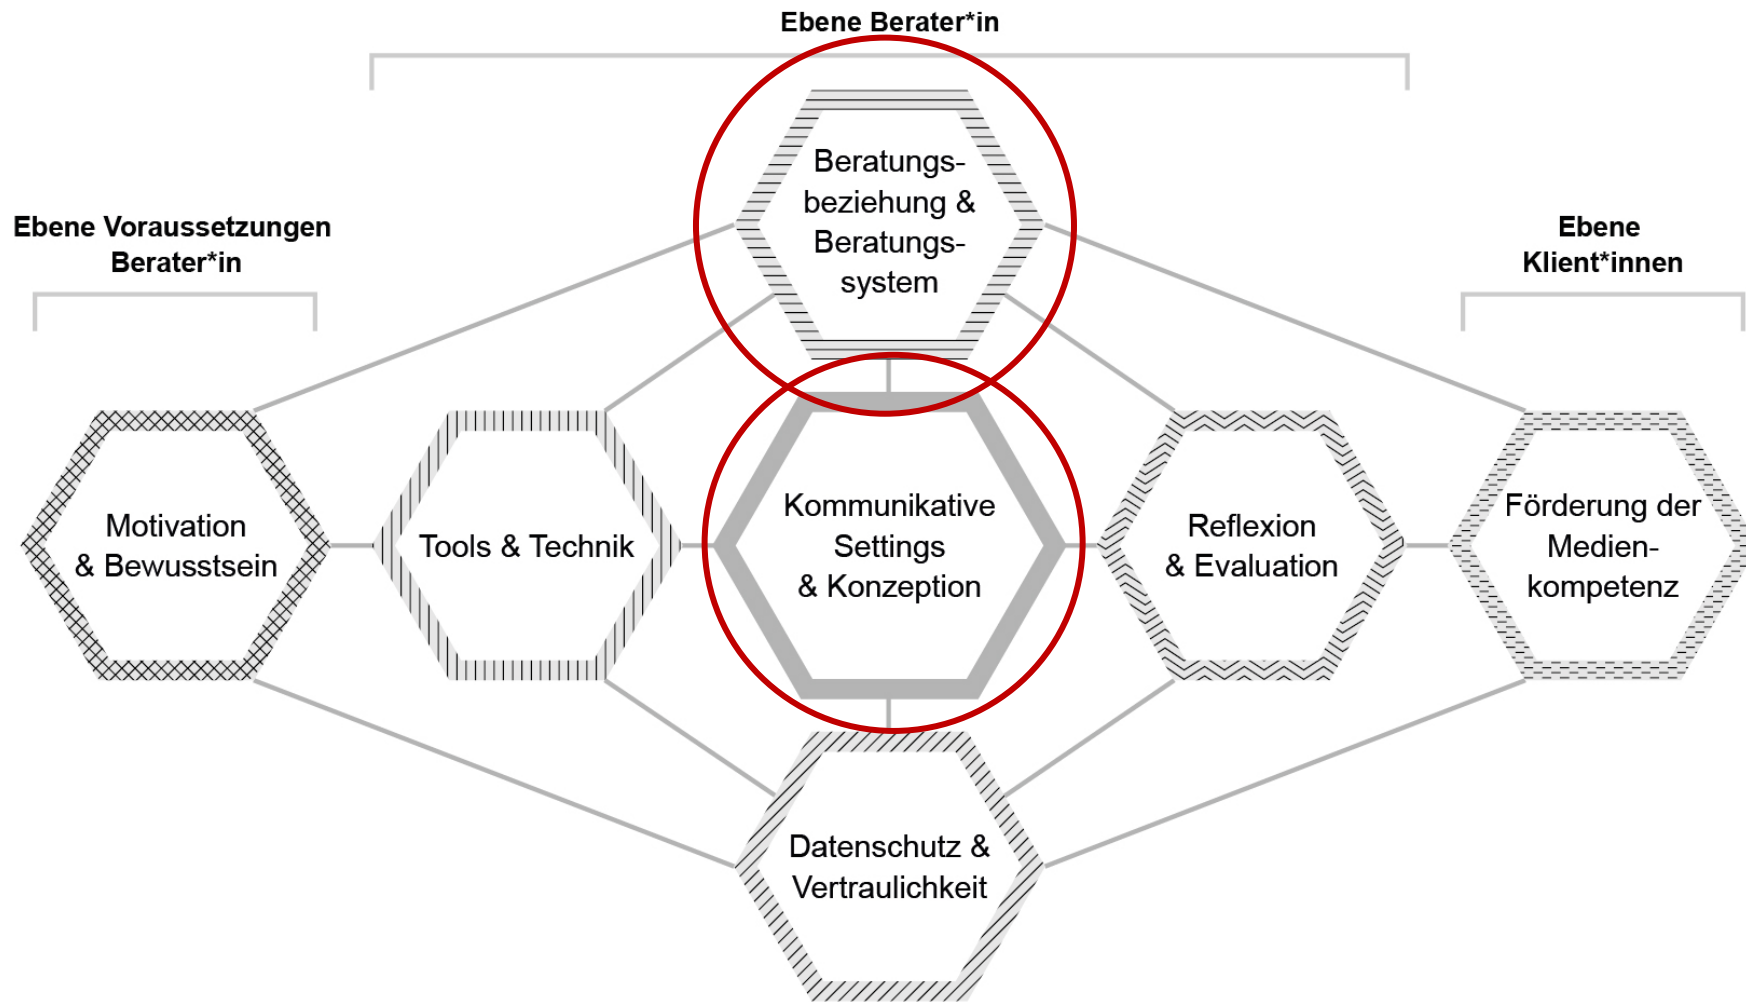 Ebene Berater*in
Ebene Voraussetzungen
Berater*in
Ebene
Klient*innen
Beratungs-
beziehung &
Beratungs-
system
Motivation
& Bewusstsein
Tools & Technik
Kommunikative
Settings
& Konzeption
Reflexion
& Evaluation
Förderung der
Medien-
kompetenz
Datenschutz &
Vertraulichkeit